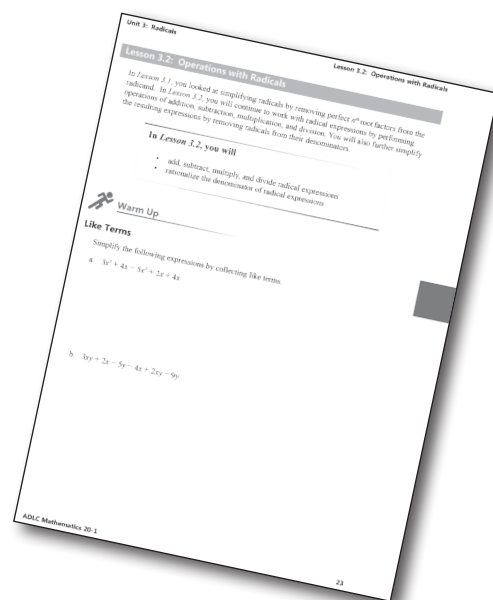 Unit 3: Radicals
Lesson 3.2: Operations with Radicals
Lesson 3.2: Operations with Radicals
In Lesson 3.1, you looked at simplifying radicals by removing perfect nᵗʰ root factors from the
radicand. In Lesson 3.2, you will continue to work with radical expressions by performing
operations of addition, subtraction, multiplication, and division. You will also further simplify
the resulting expressions by removing radicals from their denominators.
In Lesson 3.2, you will
• add, subtract, multiply, and divide radical expressions
• rationalize the denominator of radical expressions
Warm Up
Like Terms
Simplify the following expressions by collecting like terms.
a. 3x² + 4x − 5x² + 2x + 4x
b. 3xy + 2x − 5y − 4x + 2xy − 9y
ADLC Mathematics 20-1
23